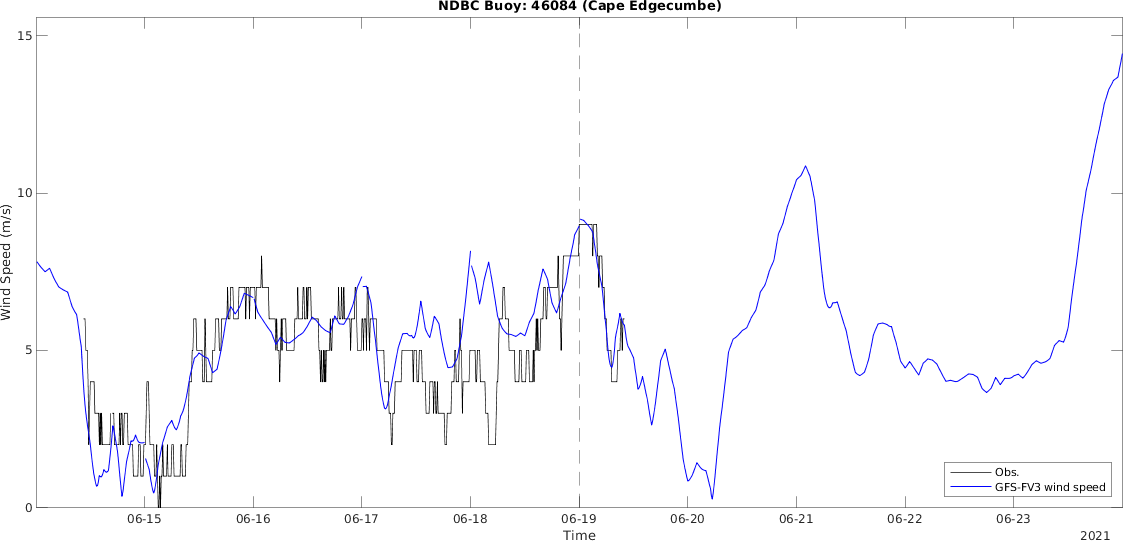 NDBC Buoy: 46084 (Cape Edgecumbe)
15
10
5
0
Wind Speed (m/s)
06-15 06-16 06-17 06-18 06-19 06-20 06-21 06-22 06-23
Time
2021
Obs.
GFS-FV3 wind speed